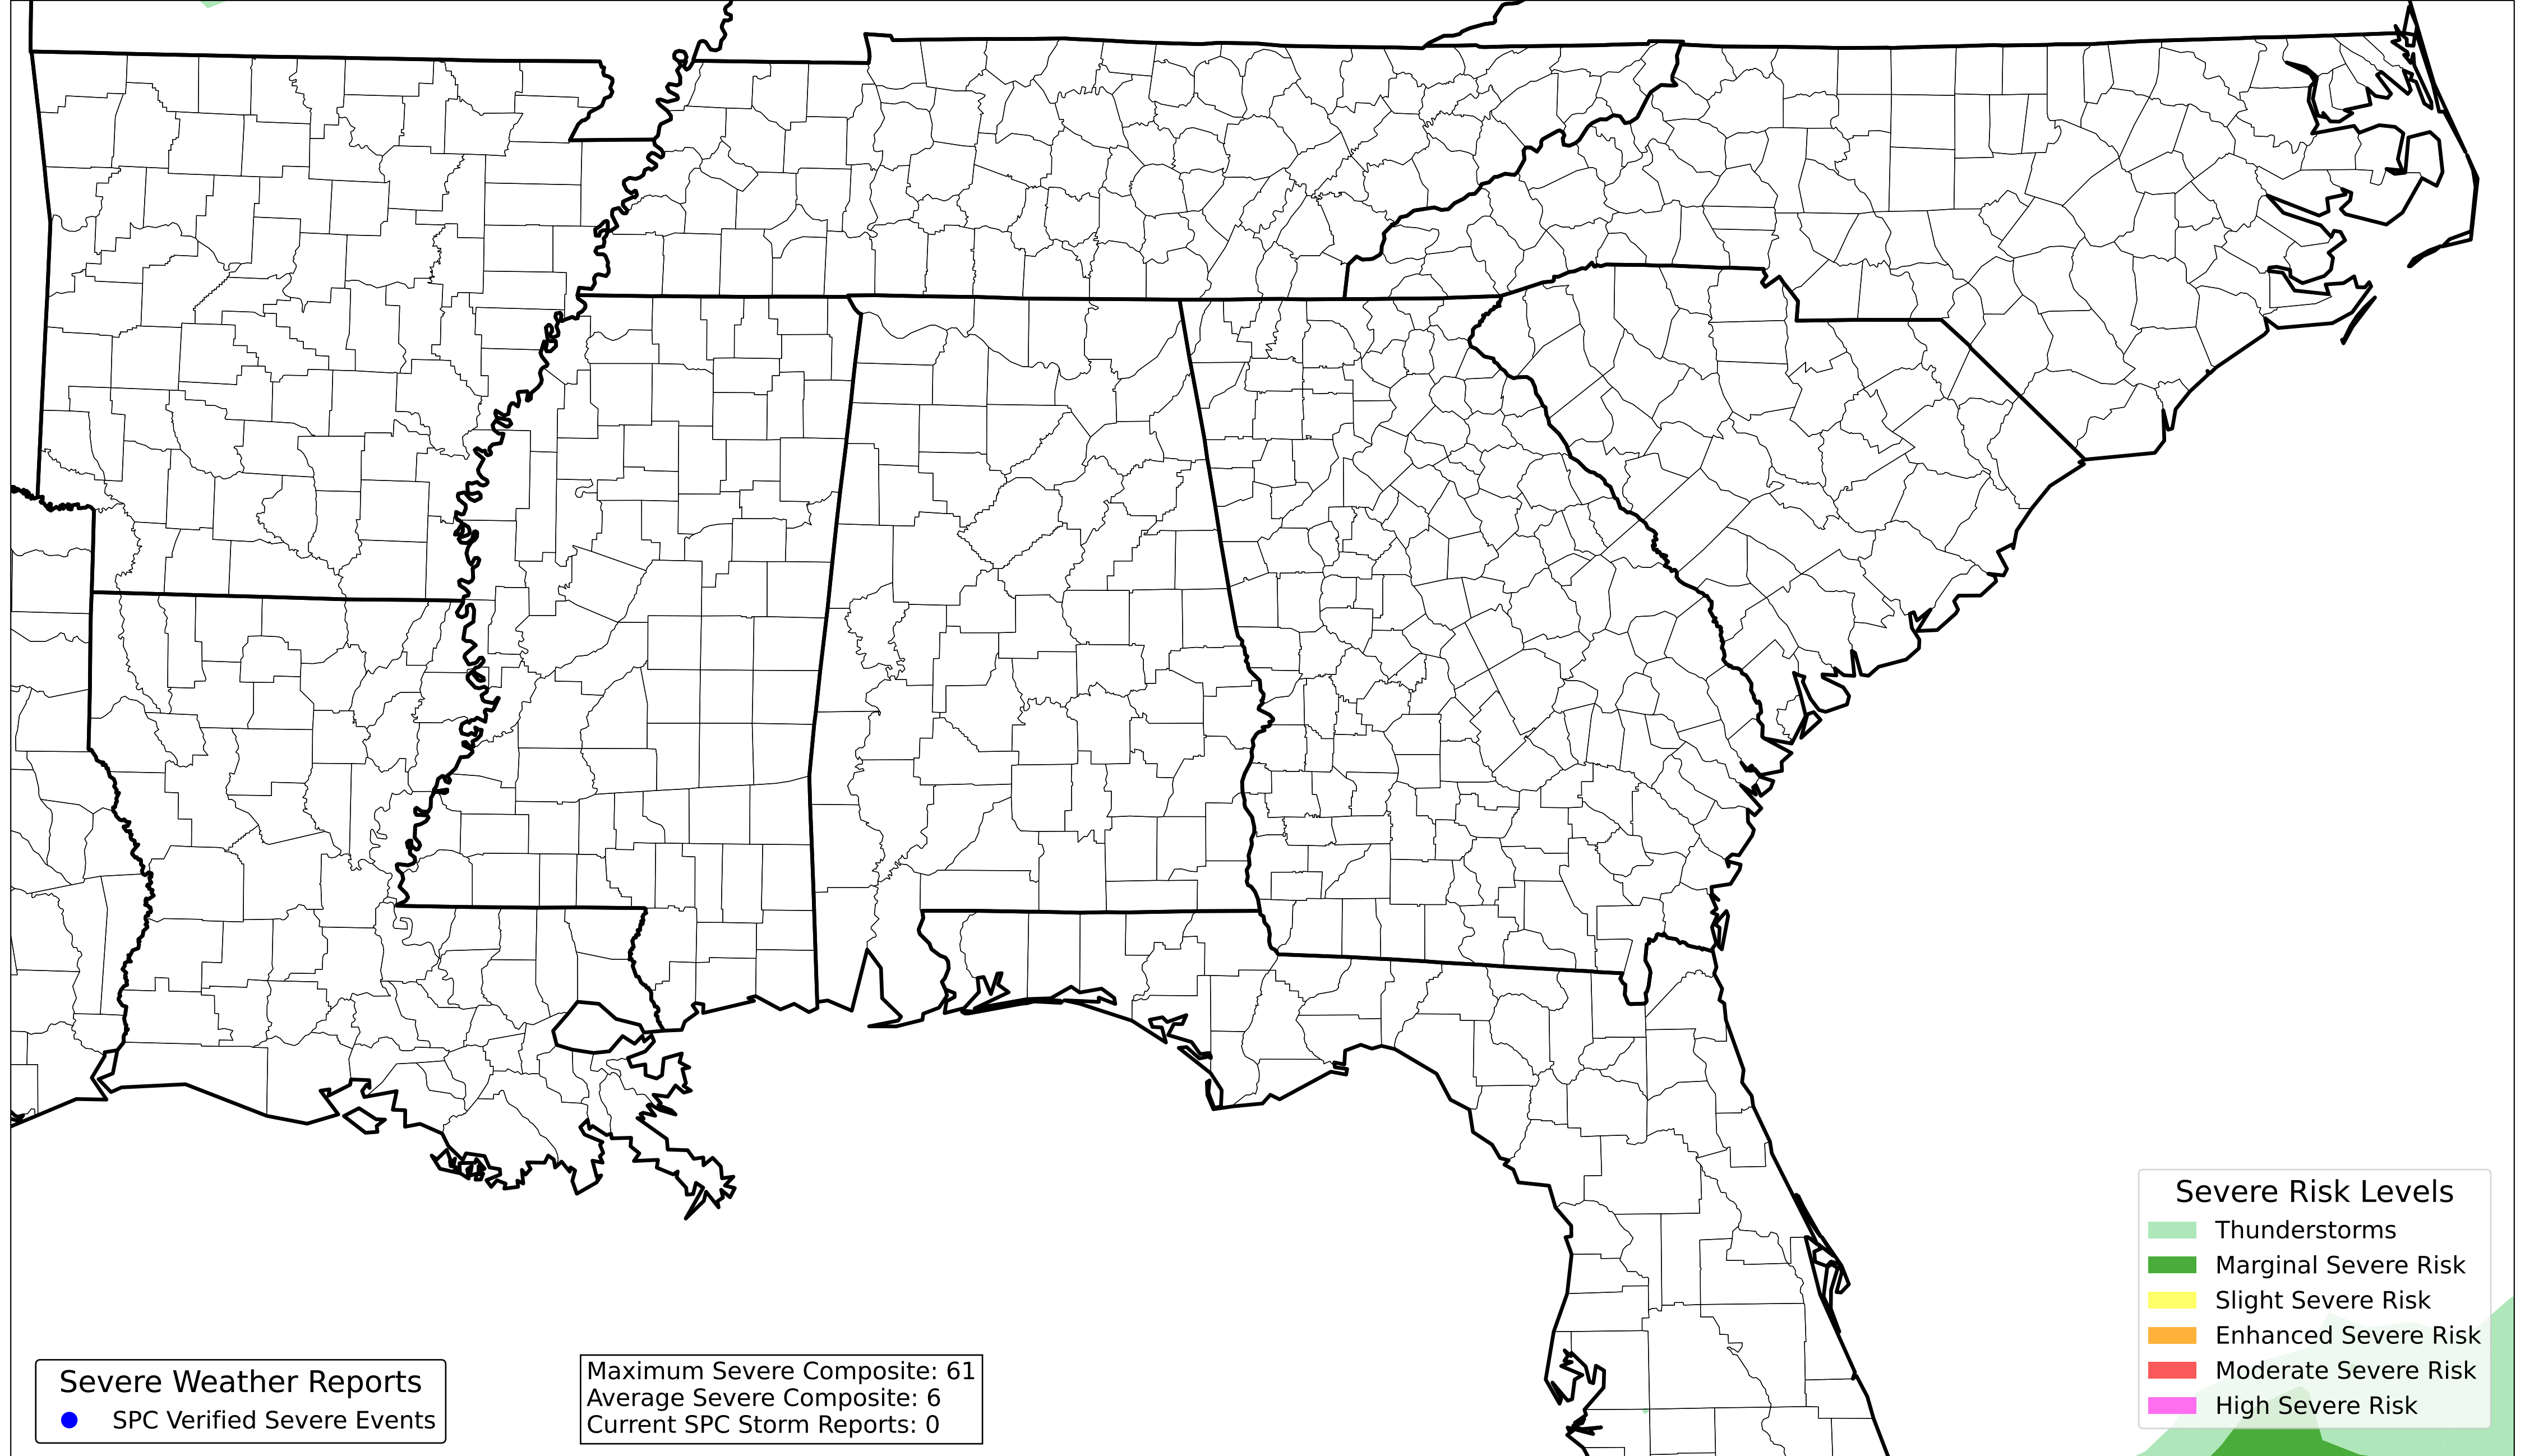 Severe Risk Levels
Thunderstorms
Marginal Severe Risk
Slight Severe Risk
Enhanced Severe Risk
Moderate Severe Risk
High Severe Risk
Severe Weather Reports
SPC Verified Severe Events
Maximum Severe Composite: 61
Average Severe Composite: 6
Current SPC Storm Reports: 0